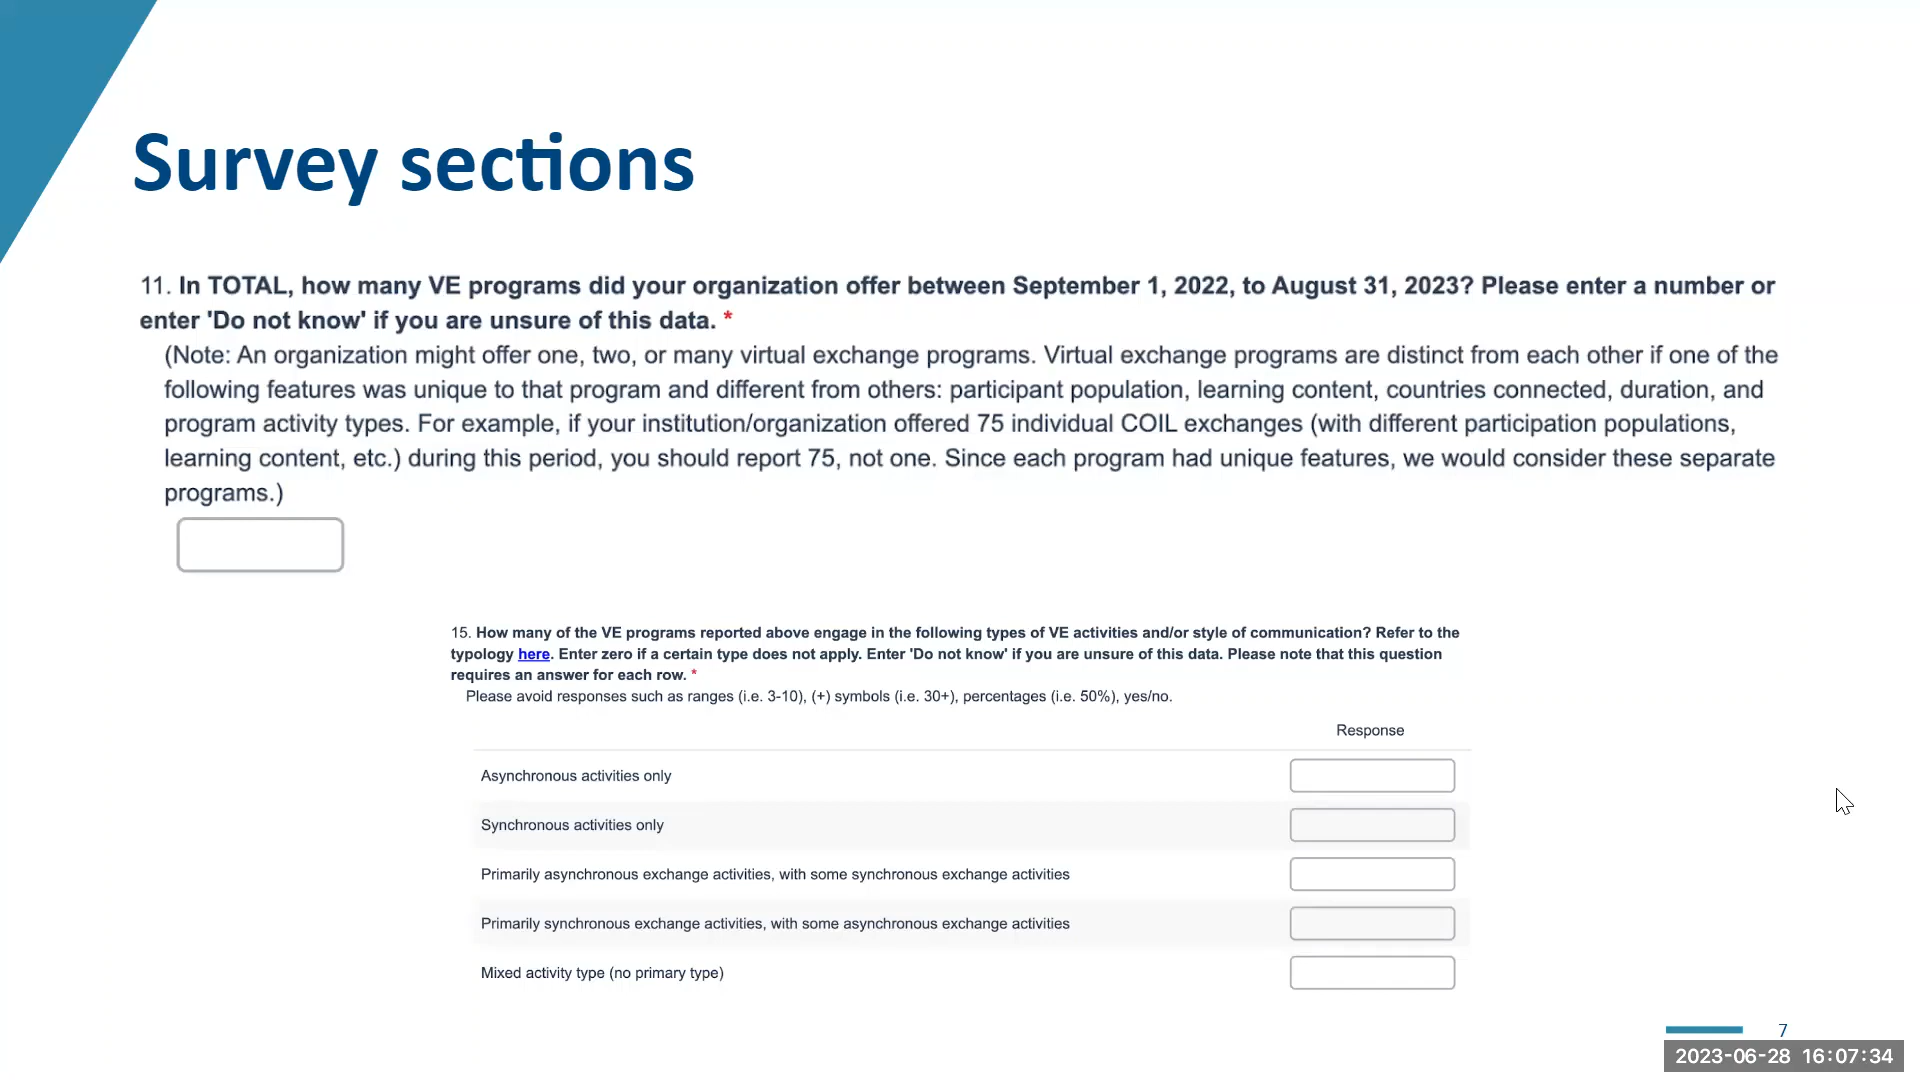 Survey sections
11. In TOTAL, how many VE programs did your organization offer between September 1, 2022, to August 31, 2023? Please enter a number or
enter 'Do not know' if you are unsure of this data. *
(Note: An organization might offer one, two, or many virtual exchange programs. Virtual exchange programs are distinct from each other if one of the
following features was unique to that program and different from others: participant population, learning content, countries connected, duration, and
program activity types. For example, if your institution/organization offered 75 individual COIL exchanges (with different participation populations,
learning content, etc.) during this period, you should report 75, not one. Since each program had unique features, we would consider these separate
programs.)
15. How many of the VE programs reported above engage in the following types of VE activities and/or style of communication? Refer to the
typology here. Enter zero if a certain type does not apply. Enter 'Do not know' if you are unsure of this data. Please note that this question
requires an answer for each row. *
Please avoid responses such as ranges (i.e. 3-10), (+) symbols (i.e. 30+), percentages (i.e. 50%), yes/no.
Response
Asynchronous activities only
Synchronous activities only
Primarily asynchronous exchange activities, with some synchronous exchange activities
Primarily synchronous exchange activities, with some asynchronous exchange activities
Mixed activity type (no primary type)
7
2023-06-28 16:07:34